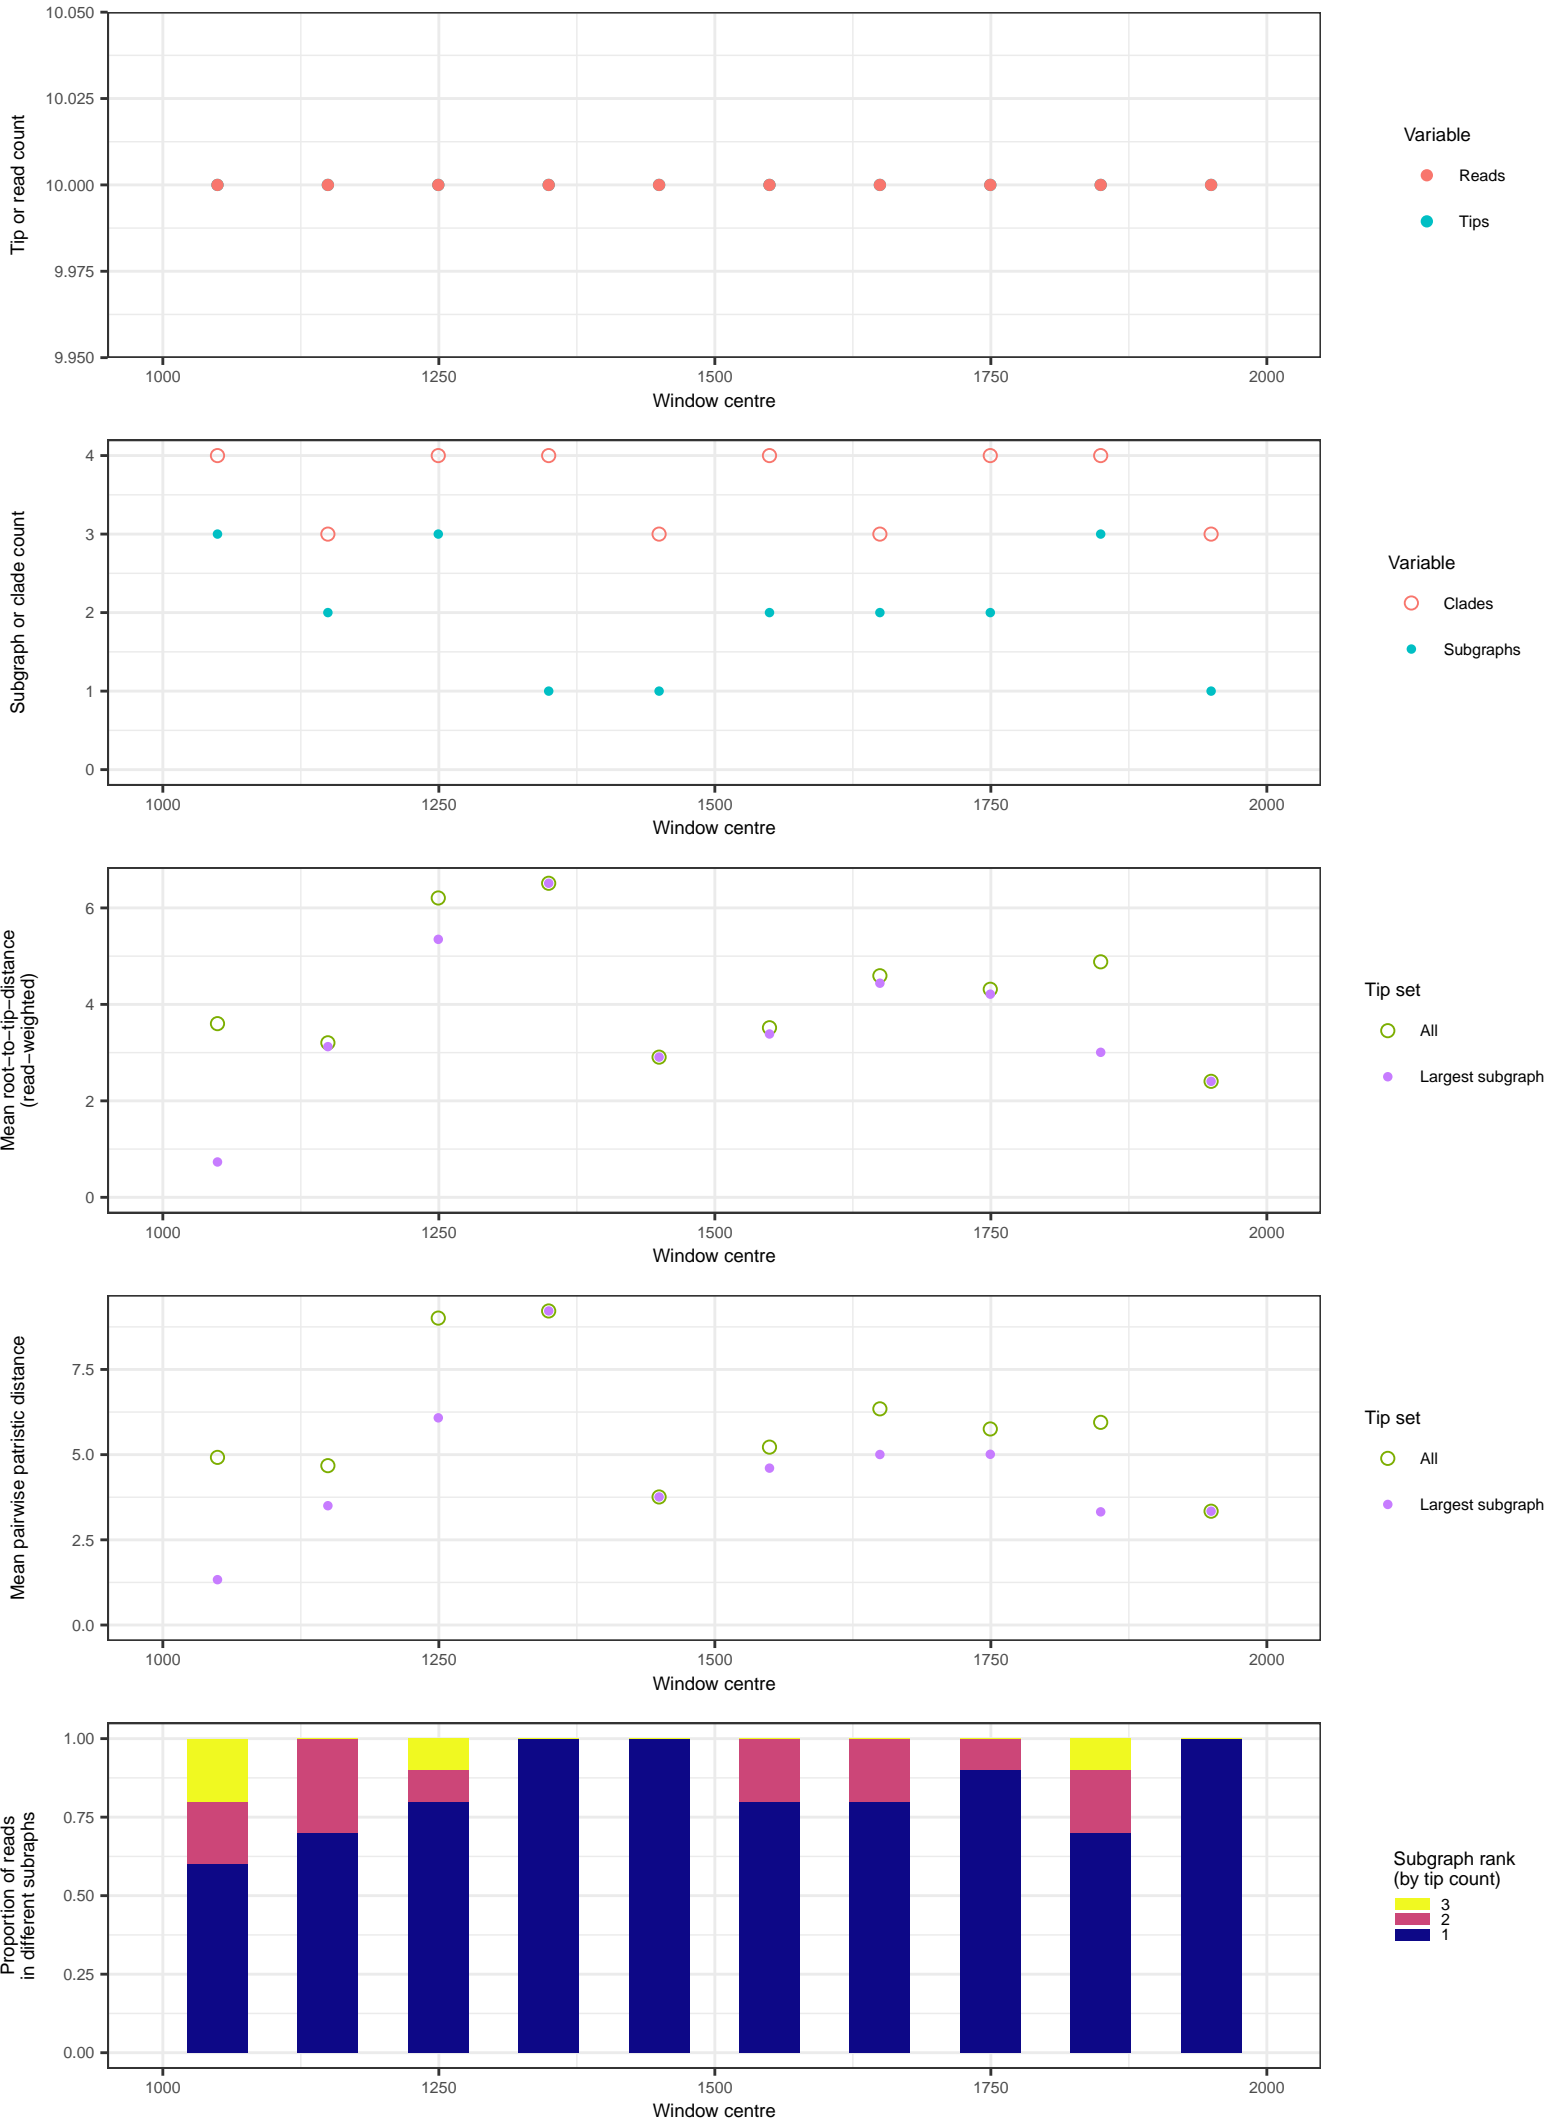 10.050
10.025
10.000
9.975
9.950
Tip or read count
1000 1250 1500 1750 2000
Window centre
Variable
Reads
Tips
4
3
2
1
0
Subgraph or clade count
1000 1250 1500 1750 2000
Window centre
Variable
Clades
Subgraphs
6
4
2
0
Mean root−to−tip−distance
(read−weighted)
1000 1250 1500 1750 2000
Window centre
Tip set
All
Largest subgraph
7.5
5.0
2.5
0.0
Mean pairwise patristic distance
1000 1250 1500 1750 2000
Window centre
Tip set
All
Largest subgraph
1.00
0.75
0.50
0.25
0.00
Proportion of reads
in different subraphs
1000 1250 1500 1750 2000
Window centre
Subgraph rank
(by tip count)
3
2
1